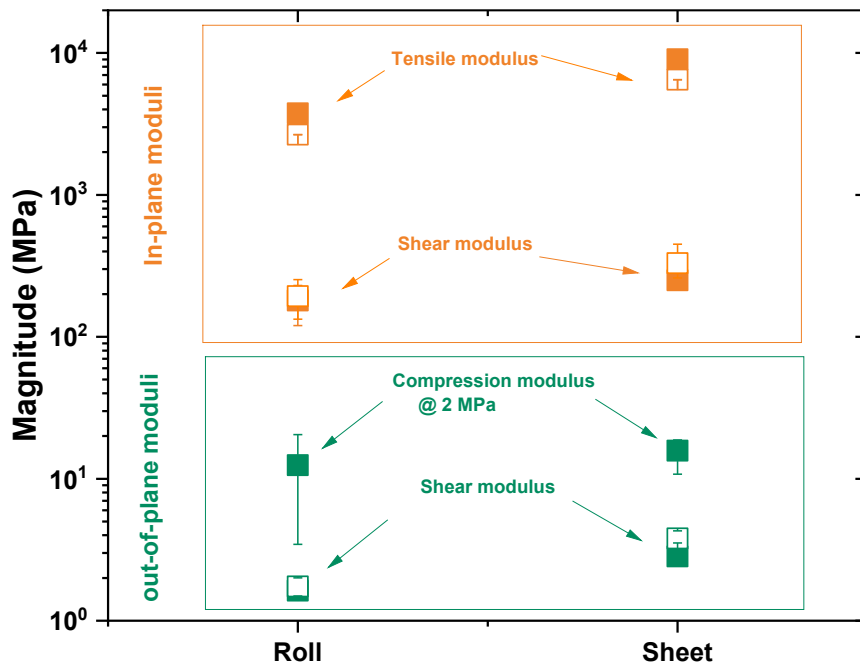 10⁴
10³
10²
10¹
10⁰
Magnitude (MPa)
In-plane moduli
out-of-plane moduli
Tensile modulus
Shear modulus
Compression modulus
@ 2 MPa
Shear modulus
Roll
Sheet